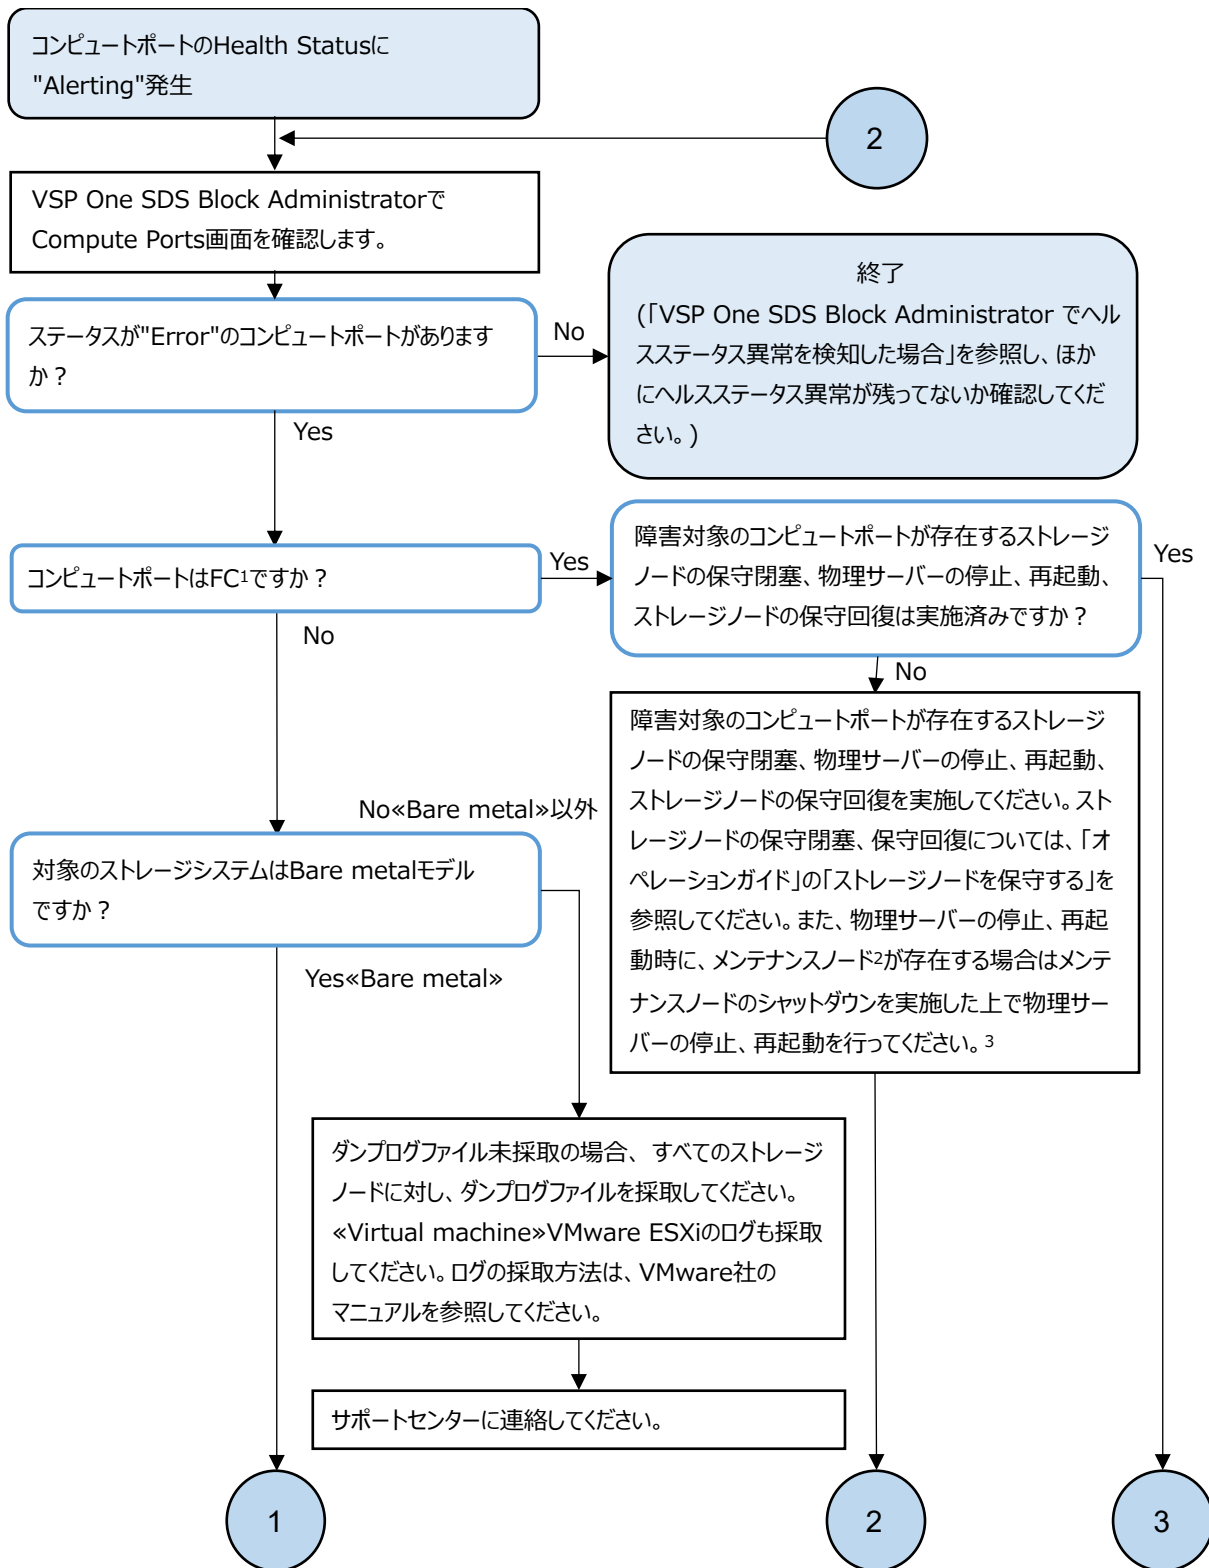 コンピュートポートのHealth Statusに
"Alerting"発生
2
VSP One SDS Block Administratorで
Compute Ports画面を確認します。
終了
(「VSP One SDS Block Administrator でヘル
スステータス異常を検知した場合」を参照し、ほか
にヘルスステータス異常が残ってないか確認してくだ
さい。)
ステータスが"Error"のコンピュートポートがあります
か？
No
Yes
コンピュートポートはFC1ですか？
Yes
障害対象のコンピュートポートが存在するストレージ
ノードの保守閉塞、物理サーバーの停止、再起動、
ストレージノードの保守回復は実施済みですか？
Yes
No
No
障害対象のコンピュートポートが存在するストレージ
ノードの保守閉塞、物理サーバーの停止、再起動、
ストレージノードの保守回復を実施してください。スト
レージノードの保守閉塞、保守回復については、「オ
ペレーションガイド」の「ストレージノードを保守する」を
参照してください。また、物理サーバーの停止、再起
動時に、メンテナンスノード2が存在する場合はメンテ
ナンスノードのシャットダウンを実施した上で物理サー
バーの停止、再起動を行ってください。3
No«Bare metal»以外
対象のストレージシステムはBare metalモデル
ですか？
Yes«Bare metal»
ダンプログファイル未採取の場合、すべてのストレージ
ノードに対し、ダンプログファイルを採取してください。
«Virtual machine»VMware ESXiのログも採取
してください。ログの採取方法は、VMware社の
マニュアルを参照してください。
サポートセンターに連絡してください。
1
2
3